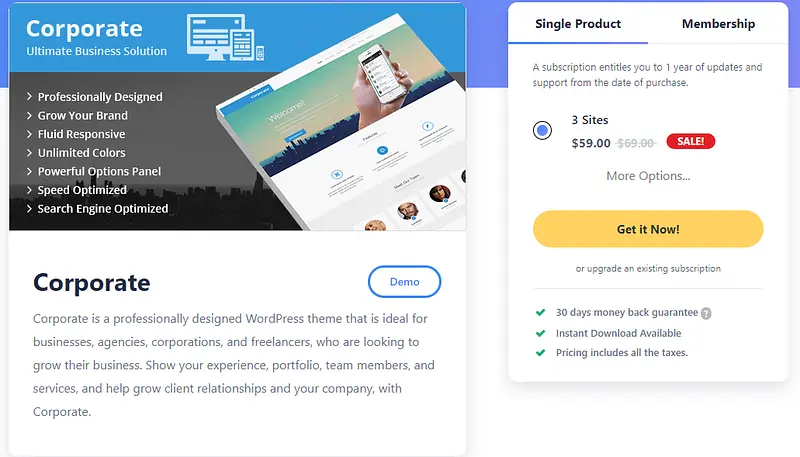 Corporate
Ultimate Business Solution
Professionally Designed
Grow Your Brand
Fluid Responsive
Unlimited Colors
Powerful Options Panel
Speed Optimized
Search Engine Optimized
Corporate
Welcome!
Features
Meet Our Team
Corporate
Demo
Corporate is a professionally designed WordPress theme that is ideal for
businesses, agencies, corporations, and freelancers, who are looking to
grow their business. Show your experience, portfolio, team members, and
services, and help grow client relationships and your company, with
Corporate.
Single Product
Membership
A subscription entitles you to 1 year of updates and
support from the date of purchase.
3 Sites
$59.00 $69.00 SALE!
More Options...
Get it Now!
or upgrade an existing subscription
30 days money back guarantee ?
Instant Download Available
Pricing includes all the taxes.